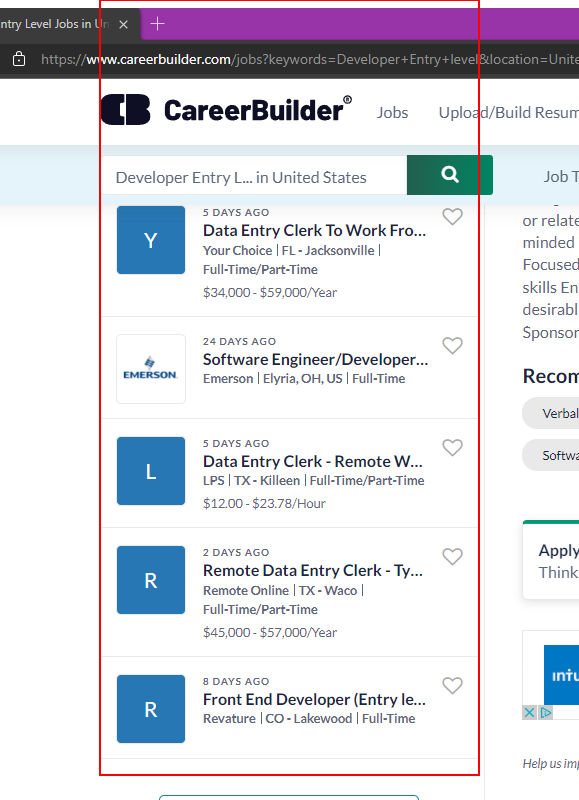 ntry Level Jobs in Un
https://www.careerbuilder.com/jobs?keywords=Developer+Entry+level&location=Unite
CareerBuilder® Jobs Upload/Build Resum
Developer Entry L... in United States
Job T
5 DAYS AGO
Y
Data Entry Clerk To Work Fro...
Your Choice | FL - Jacksonville |
Full-Time/Part-Time
$34,000 - $59,000/Year
24 DAYS AGO
EMERSON
Software Engineer/Developer...
Emerson | Elyria, OH, US | Full-Time
5 DAYS AGO
L
Data Entry Clerk - Remote W...
LPS | TX - Killeen | Full-Time/Part-Time
$12.00 - $23.78/Hour
2 DAYS AGO
R
Remote Data Entry Clerk - Ty...
Remote Online | TX - Waco |
Full-Time/Part-Time
$45,000 - $57,000/Year
8 DAYS AGO
R
Front End Developer (Entry le...
Revature | CO - Lakewood | Full-Time
or relate
minded
Focused
skills En
desirabl
Sponsor
Recom
Verbal
Softwa
Apply
Think
intu
Help us imp